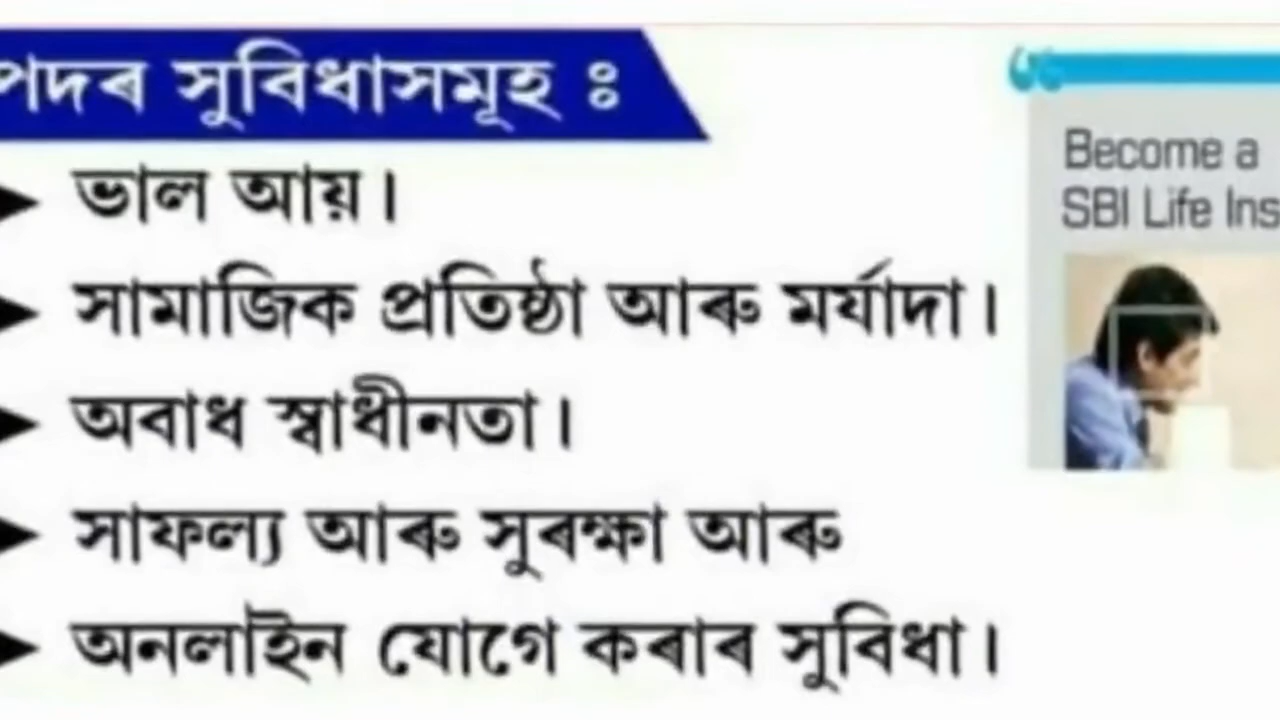 পদৰ সুবিধাসমূহ ঃ
ভাল আয়।
সামাজিক প্ৰতিষ্ঠা আৰু মৰ্যাদা।
অবাধ স্বাধীনতা।
সাফল্য আৰু সুৰক্ষা আৰু
অনলাইন যোগে কৰাৰ সুবিধা।
Become a
SBI Life Ins